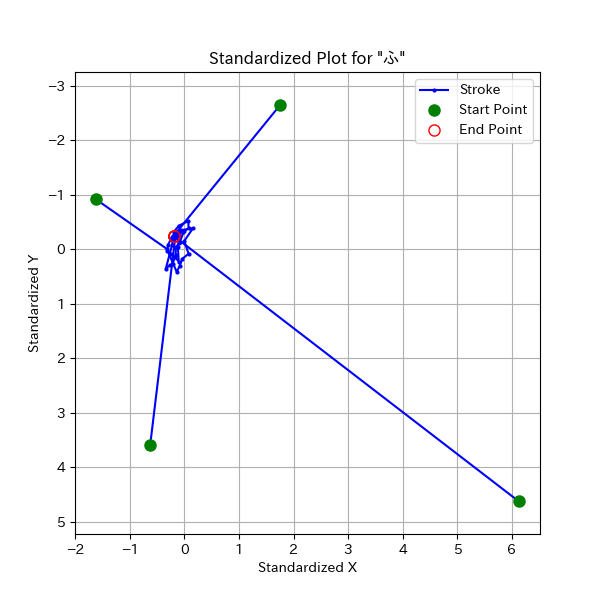 Standardized Plot for "ふ"
Stroke
Start Point
End Point
Standardized Y
−3
−2
−1
0
1
2
3
4
5
−2 −1 0 1 2 3 4 5 6
Standardized X